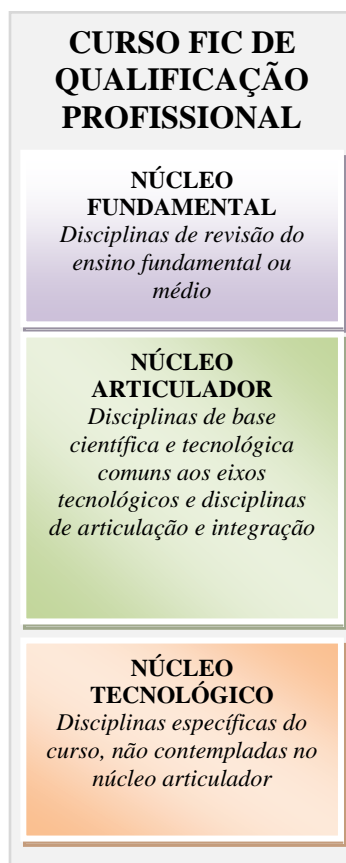 CURSO FIC DE
QUALIFICAÇÃO
PROFISSIONAL
NÚCLEO
FUNDAMENTAL
Disciplinas de revisão do
ensino fundamental ou
médio
NÚCLEO
ARTICULADOR
Disciplinas de base
científica e tecnológica
comuns aos eixos
tecnológicos e disciplinas
de articulação e integração
NÚCLEO
TECNOLÓGICO
Disciplinas específicas do
curso, não contempladas no
núcleo articulador